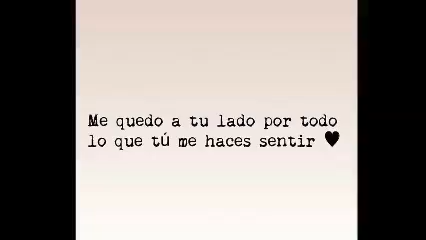 Me quedo a tu lado por todo
lo que tú me haces sentir ♥